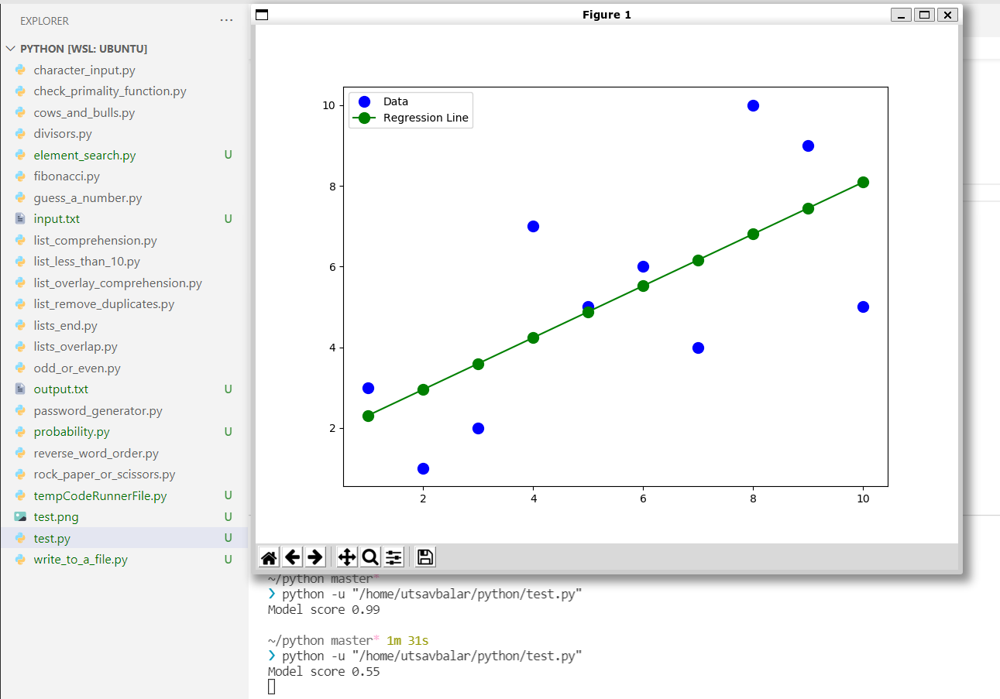 EXPLORER
PYTHON [WSL: UBUNTU]
character_input.py
check_primality_function.py
cows_and_bulls.py
divisors.py
element_search.py U
fibonacci.py
guess_a_number.py
input.txt U
list_comprehension.py
list_less_than_10.py
list_overlay_comprehension.py
list_remove_duplicates.py
lists_end.py
lists_overlap.py
odd_or_even.py
output.txt U
password_generator.py
probability.py U
reverse_word_order.py
rock_paper_or_scissors.py
tempCodeRunnerFile.py U
test.png U
test.py U
write_to_a_file.py U
Figure 1
Data
Regression Line
10
8
6
4
2
2 4 6 8 10
~/python master*
❯ python -u "/home/utsavbalar/python/test.py"
Model score 0.99
~/python master* 1m 31s
❯ python -u "/home/utsavbalar/python/test.py"
Model score 0.55